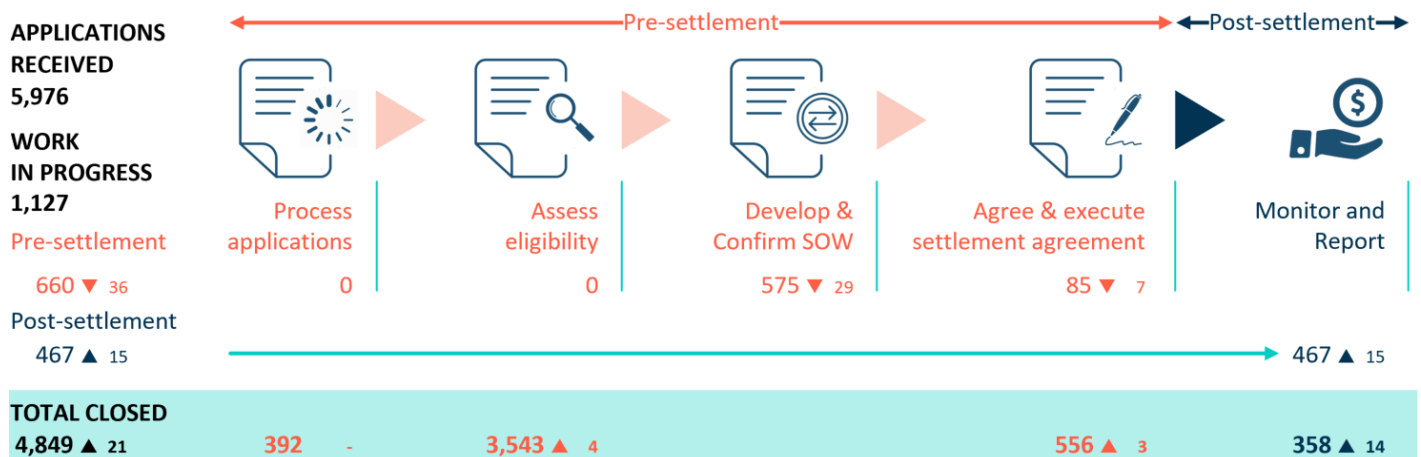 Pre-settlement
Post-settlement
APPLICATIONS
RECEIVED
5,976
WORK
IN PROGRESS
1,127
Process
applications
Assess
eligibility
Develop &
Confirm SOW
Agree & execute
settlement agreement
Monitor and
Report
Pre-settlement
660 ▼ 36
0
0
575 ▼ 29
85 ▼ 7
Post-settlement
467 ▲ 15
467 ▲ 15
TOTAL CLOSED
4,849 ▲ 21
392 -
3,543 ▲ 4
556 ▲ 3
358 ▲ 14